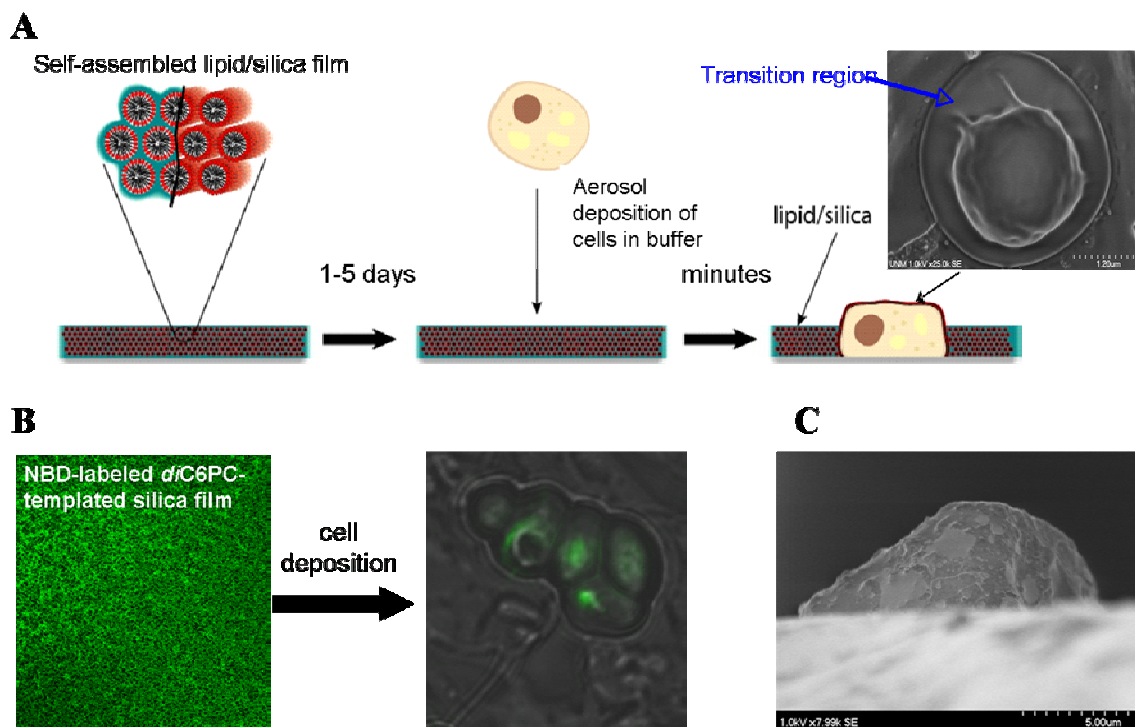 A
Self-assembled lipid/silica film
Transition region
Aerosol
deposition of
cells in buffer
lipid/silica
1-5 days
minutes
UNM 1.0kV x25.0k SE
1.20um
B
C
NBD-labeled diC6PC-
templated silica film
cell
deposition
1.0kV x7.99k SE
5.00um